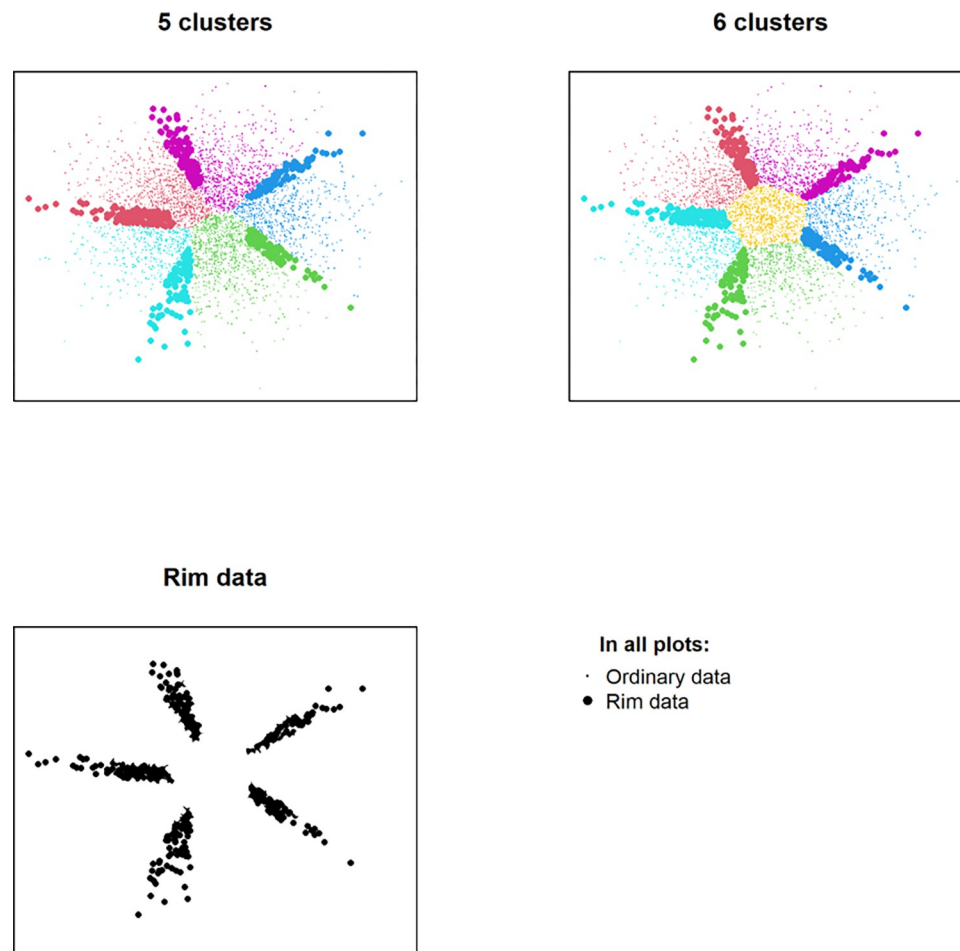 5 clusters
6 clusters
Rim data
In all plots:
Ordinary data
Rim data